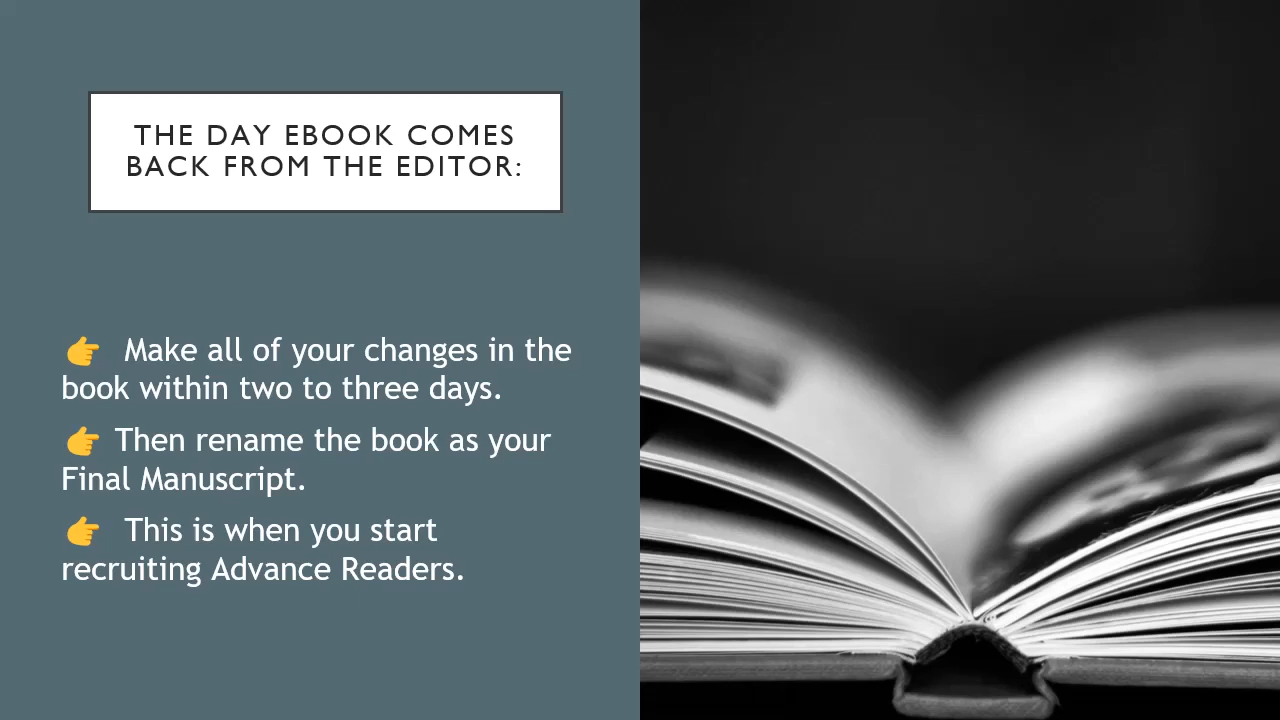 THE DAY EBOOK COMES
BACK FROM THE EDITOR:
👉 Make all of your changes in the
book within two to three days.
👉 Then rename the book as your
Final Manuscript.
👉 This is when you start
recruiting Advance Readers.